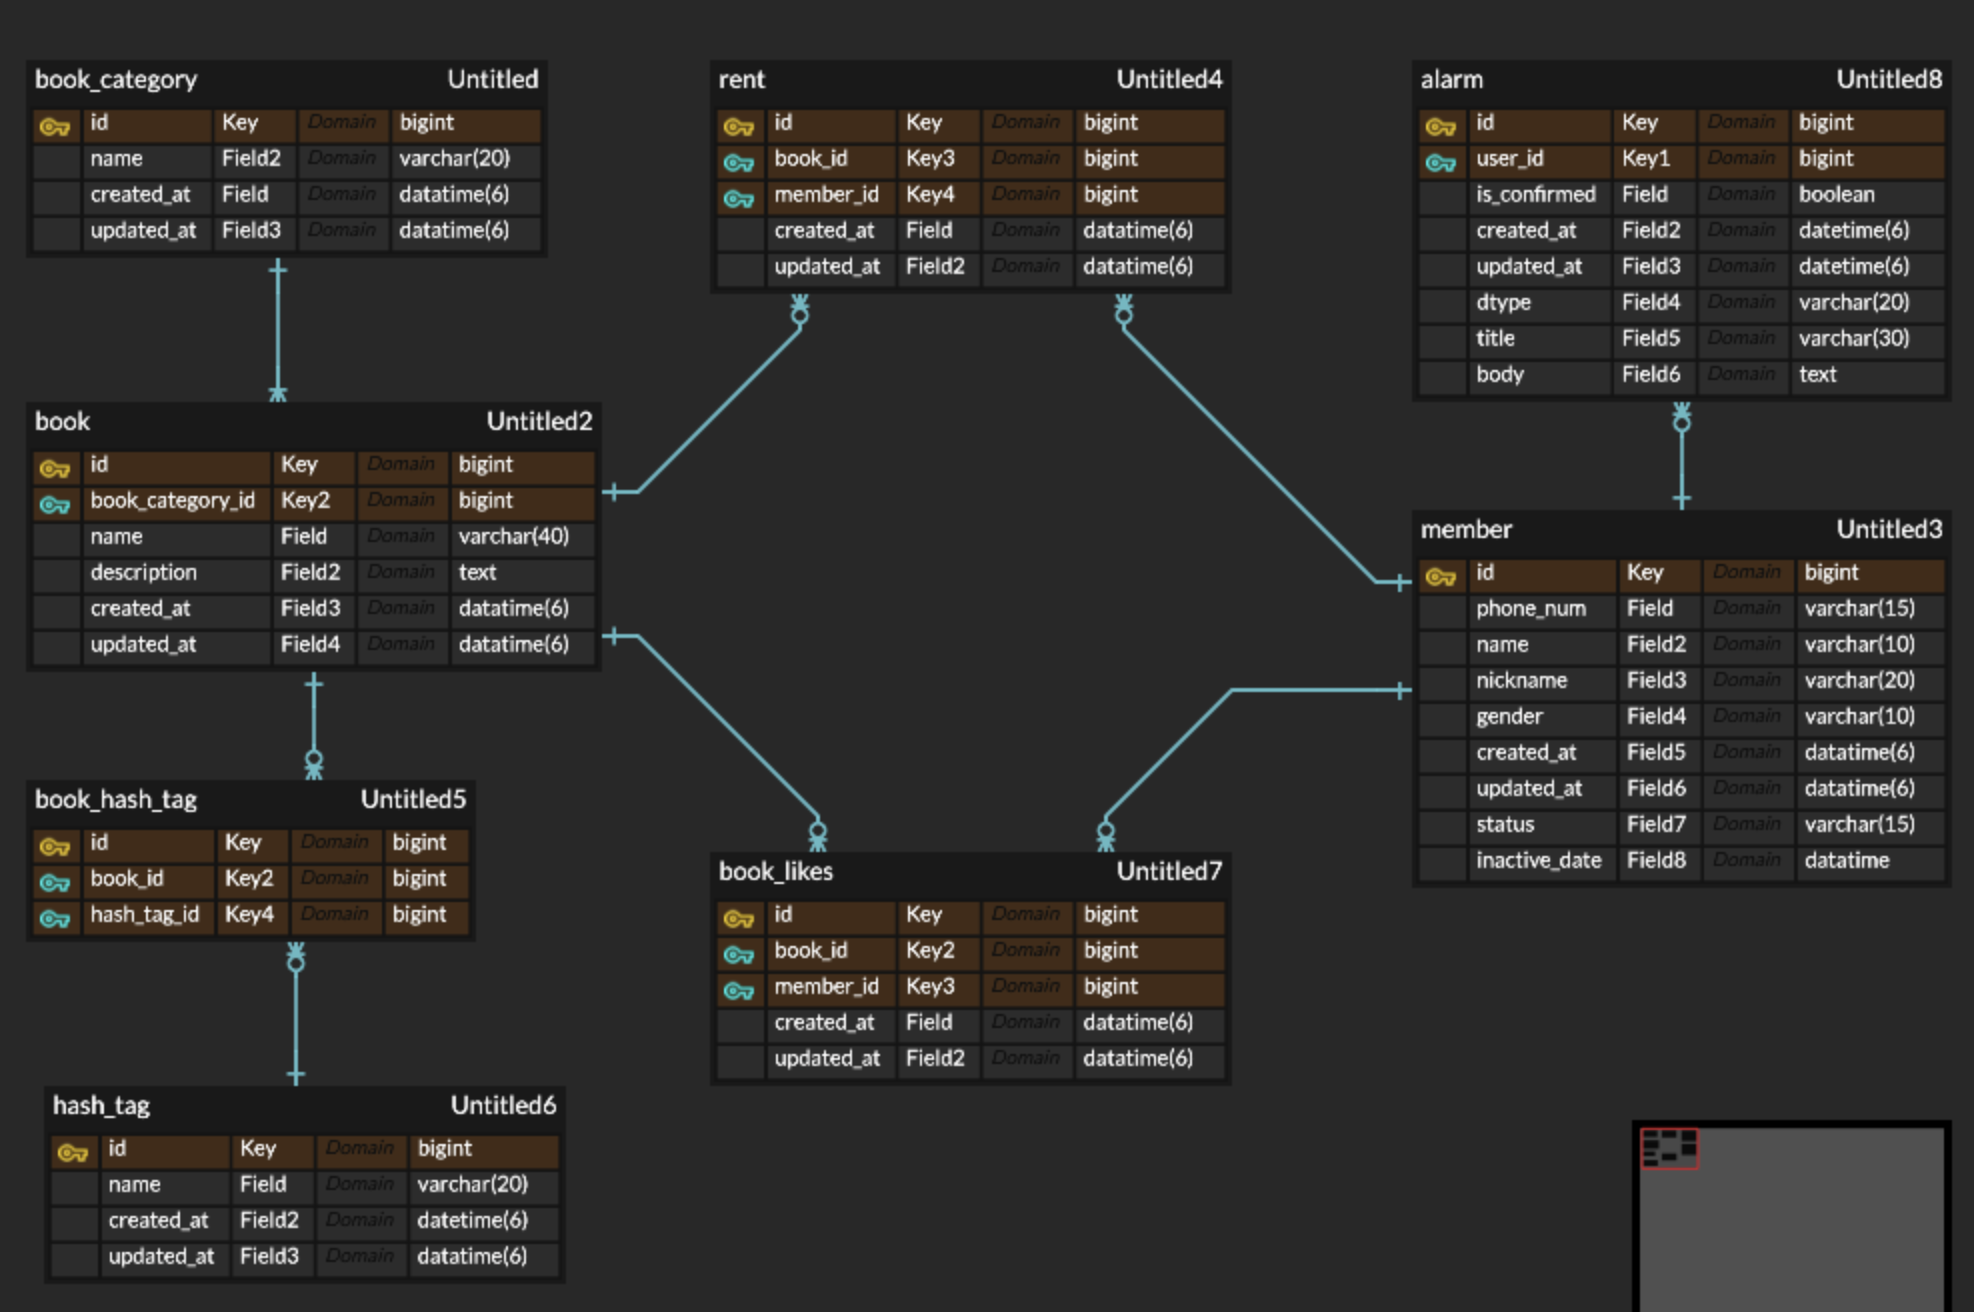 book_category Untitled
id Key Domain bigint
name Field2 Domain varchar(20)
created_at Field Domain datatime(6)
updated_at Field3 Domain datatime(6)
book Untitled2
id Key Domain bigint
book_category_id Key2 Domain bigint
name Field Domain varchar(40)
description Field2 Domain text
created_at Field3 Domain datatime(6)
updated_at Field4 Domain datatime(6)
book_hash_tag Untitled5
id Key Domain bigint
book_id Key2 Domain bigint
hash_tag_id Key4 Domain bigint
hash_tag Untitled6
id Key Domain bigint
name Field Domain varchar(20)
created_at Field2 Domain datetime(6)
updated_at Field3 Domain datetime(6)
rent Untitled4
id Key Domain bigint
book_id Key3 Domain bigint
member_id Key4 Domain bigint
created_at Field Domain datatime(6)
updated_at Field2 Domain datatime(6)
book_likes Untitled7
id Key Domain bigint
book_id Key2 Domain bigint
member_id Key3 Domain bigint
created_at Field Domain datatime(6)
updated_at Field2 Domain datatime(6)
alarm Untitled8
id Key Domain bigint
user_id Key1 Domain bigint
is_confirmed Field Domain boolean
created_at Field2 Domain datetime(6)
updated_at Field3 Domain datetime(6)
dtype Field4 Domain varchar(20)
title Field5 Domain varchar(30)
body Field6 Domain text
member Untitled3
id Key Domain bigint
phone_num Field Domain varchar(15)
name Field2 Domain varchar(10)
nickname Field3 Domain varchar(20)
gender Field4 Domain varchar(10)
created_at Field5 Domain datatime(6)
updated_at Field6 Domain datatime(6)
status Field7 Domain varchar(15)
inactive_date Field8 Domain datatime